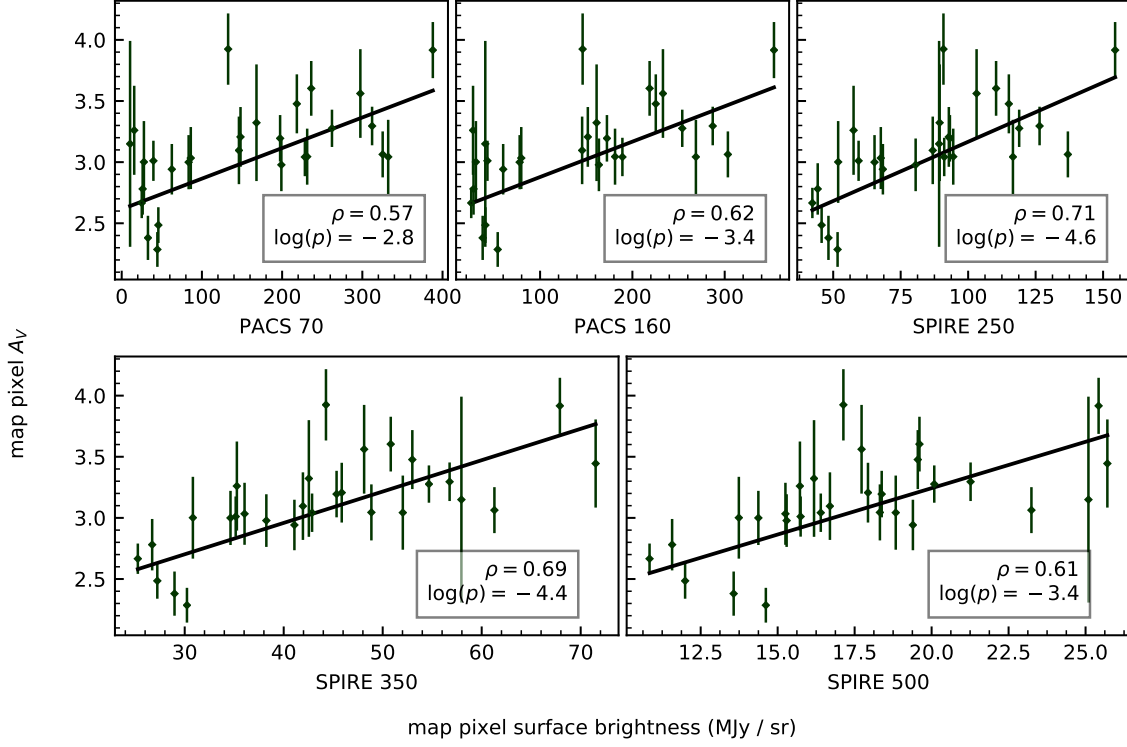 4.0
3.5
3.0
2.5
ρ = 0.57
log(p) = −2.8
ρ = 0.62
log(p) = −3.4
ρ = 0.71
log(p) = −4.6
0 100 200 300 400
100 200 300
50 75 100 125 150
PACS 70
PACS 160
SPIRE 250
map pixel A_V
4.0
3.5
3.0
2.5
ρ = 0.69
log(p) = −4.4
ρ = 0.61
log(p) = −3.4
30 40 50 60 70
12.5 15.0 17.5 20.0 22.5 25.0
SPIRE 350
SPIRE 500
map pixel surface brightness (MJy / sr)